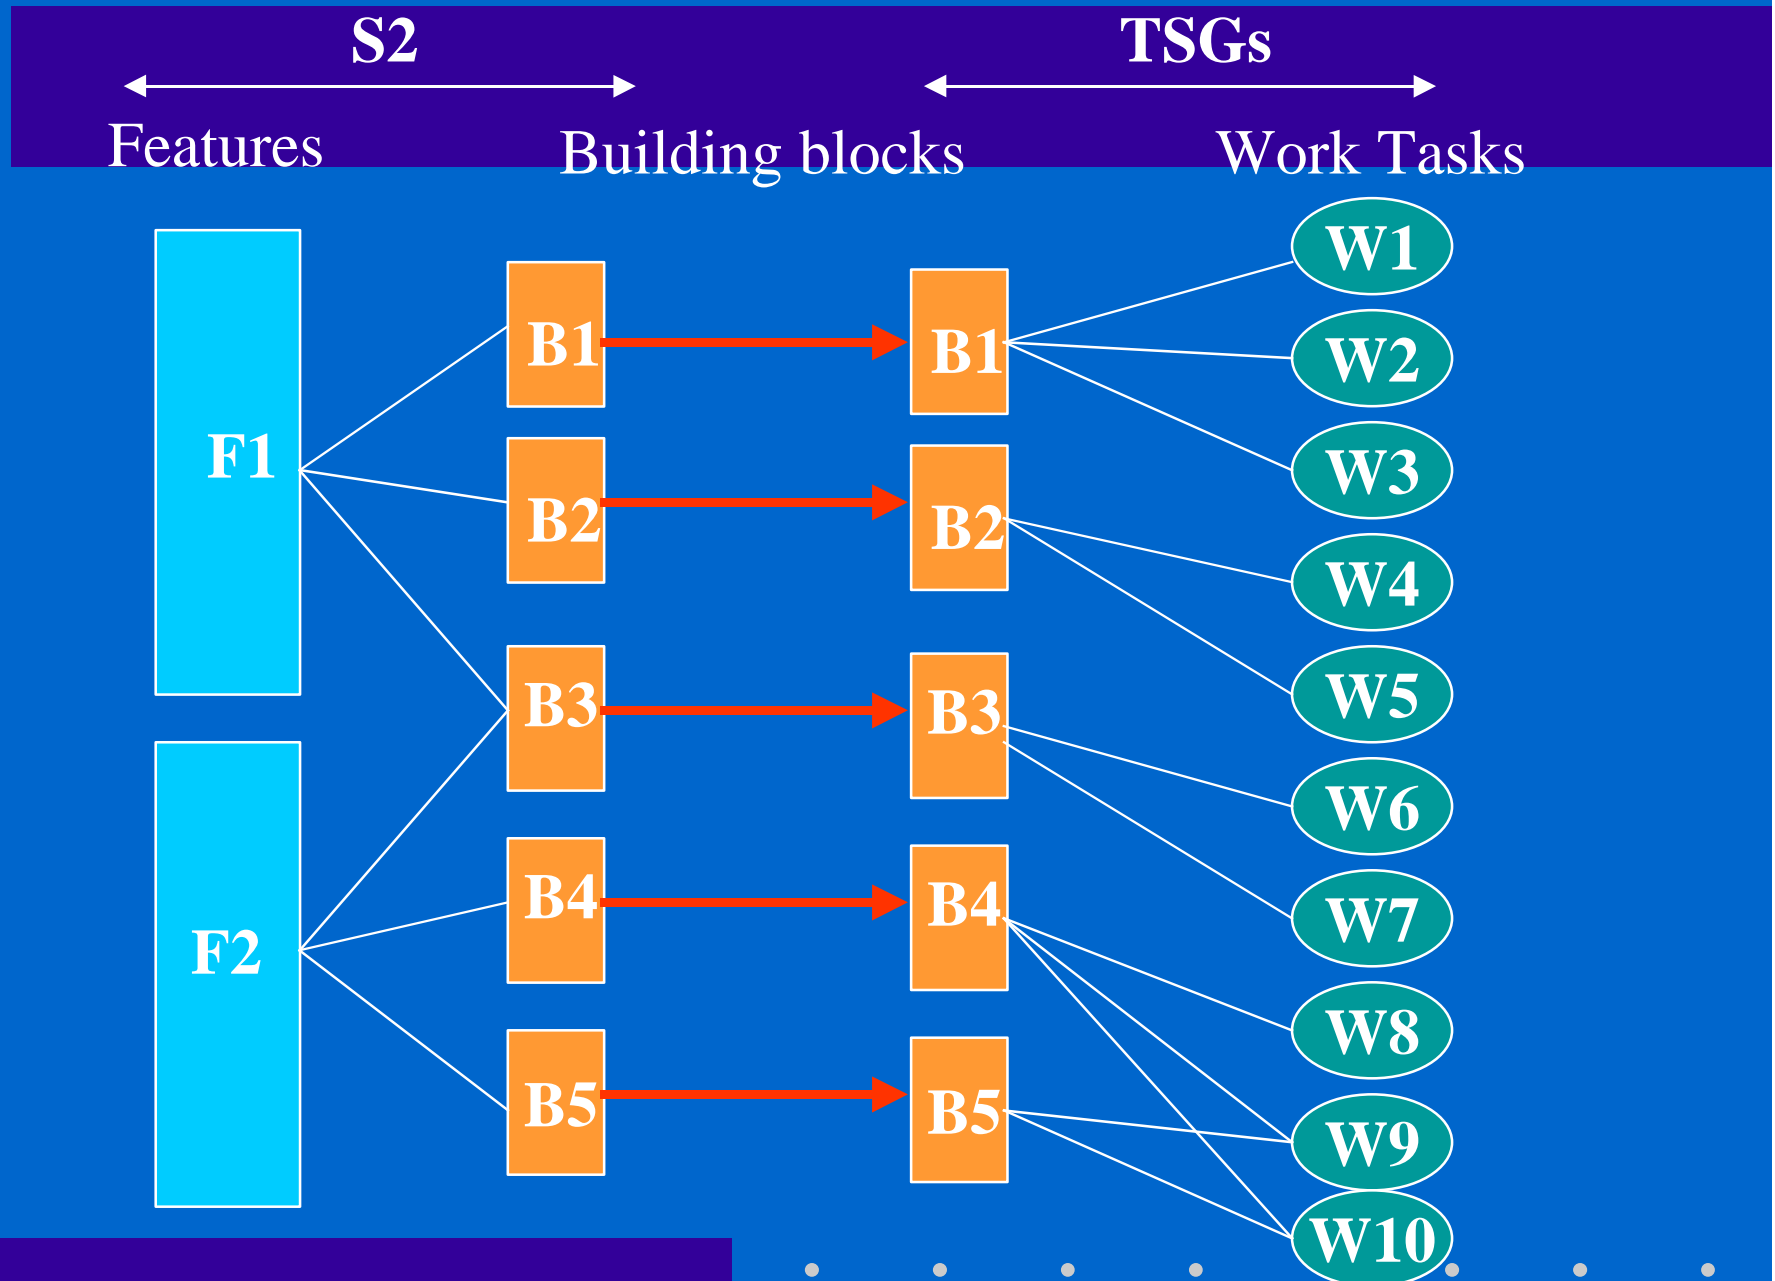 S2 TSGs
Features Building blocks Work Tasks
W1
B1 B1 W2
F1 W3
B2 B2 W4
B3 B3 W5
W6
B4 B4 W7
F2 W8
B5 B5 W9
W10